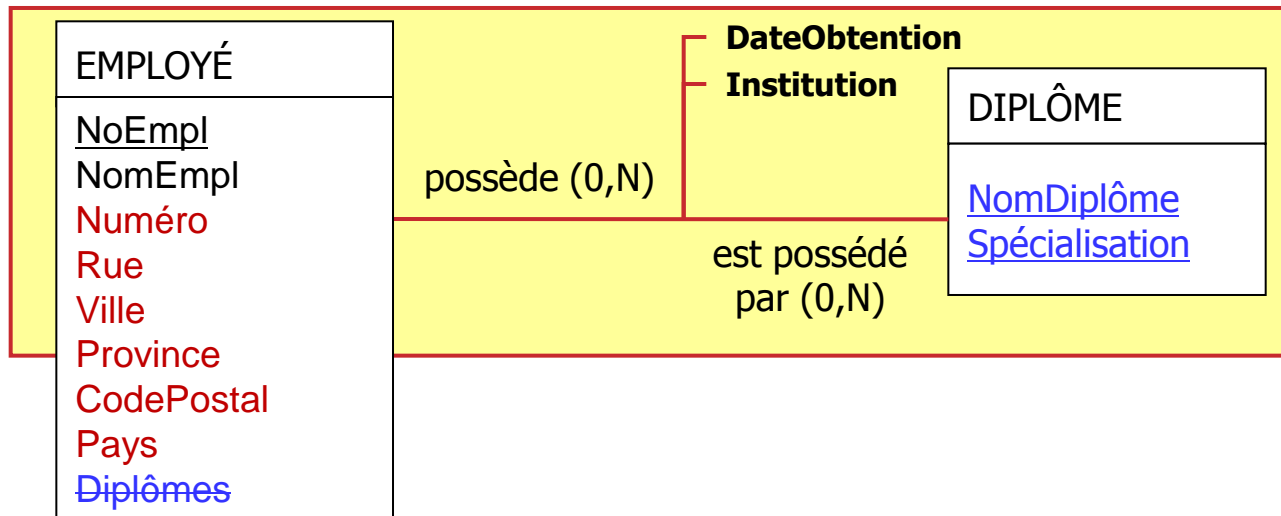 EMPLOYÉ
NoEmpl
NomEmpl
Numéro
Rue
Ville
Province
CodePostal
Pays
Diplômes
possède (0,N)
DateObtention
Institution
est possédé
par (0,N)
DIPLÔME
NomDiplôme
Spécialisation